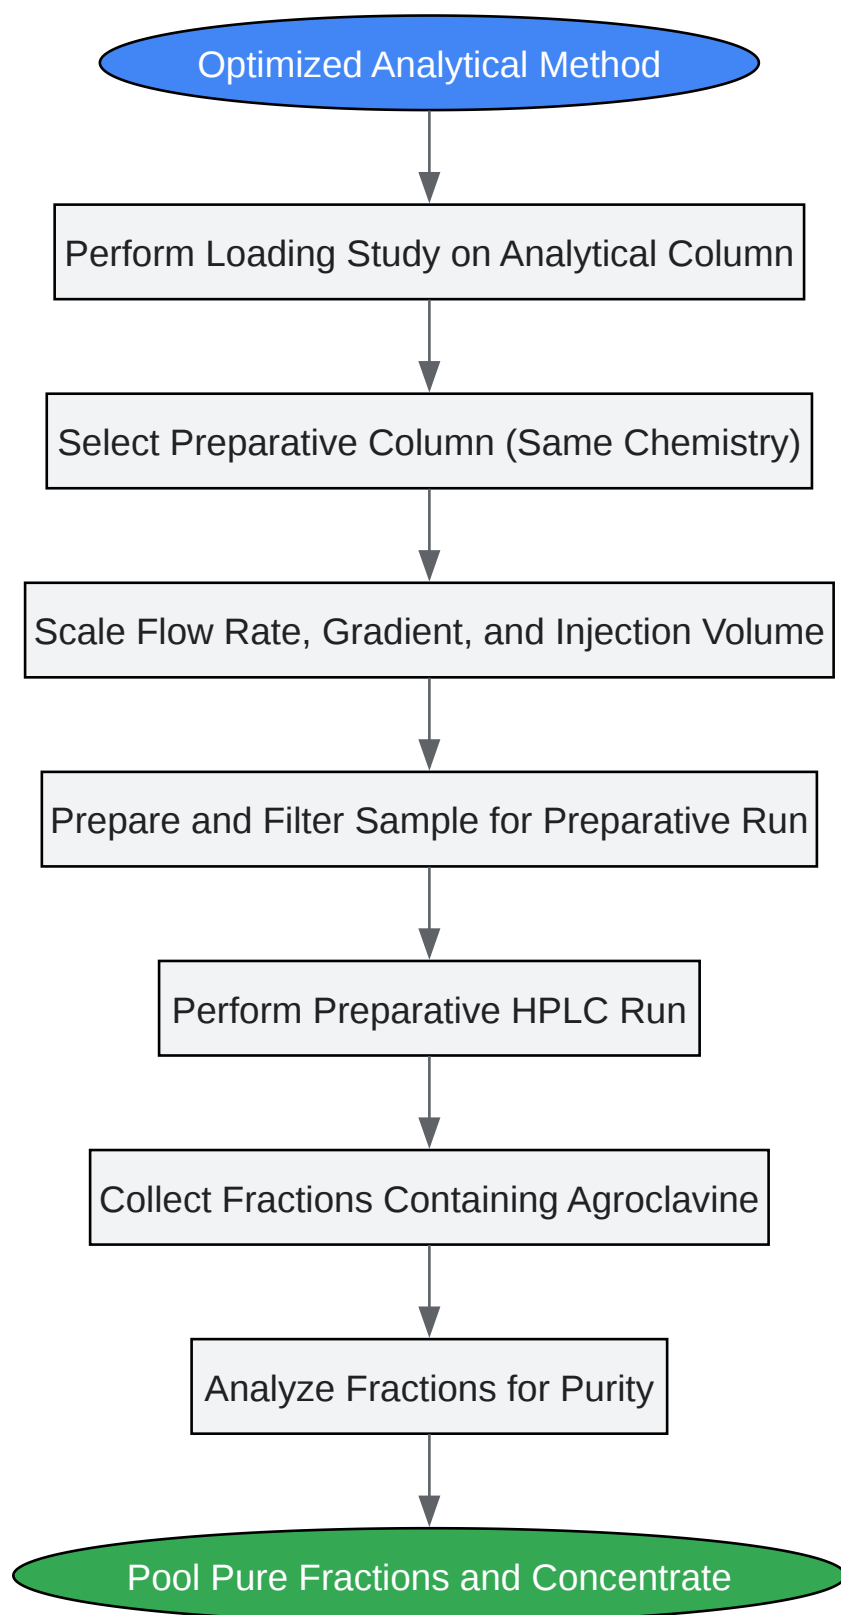 Optimized Analytical Method
Perform Loading Study on Analytical Column
Select Preparative Column (Same Chemistry)
Scale Flow Rate, Gradient, and Injection Volume
Prepare and Filter Sample for Preparative Run
Perform Preparative HPLC Run
Collect Fractions Containing Agroclavine
Analyze Fractions for Purity
Pool Pure Fractions and Concentrate